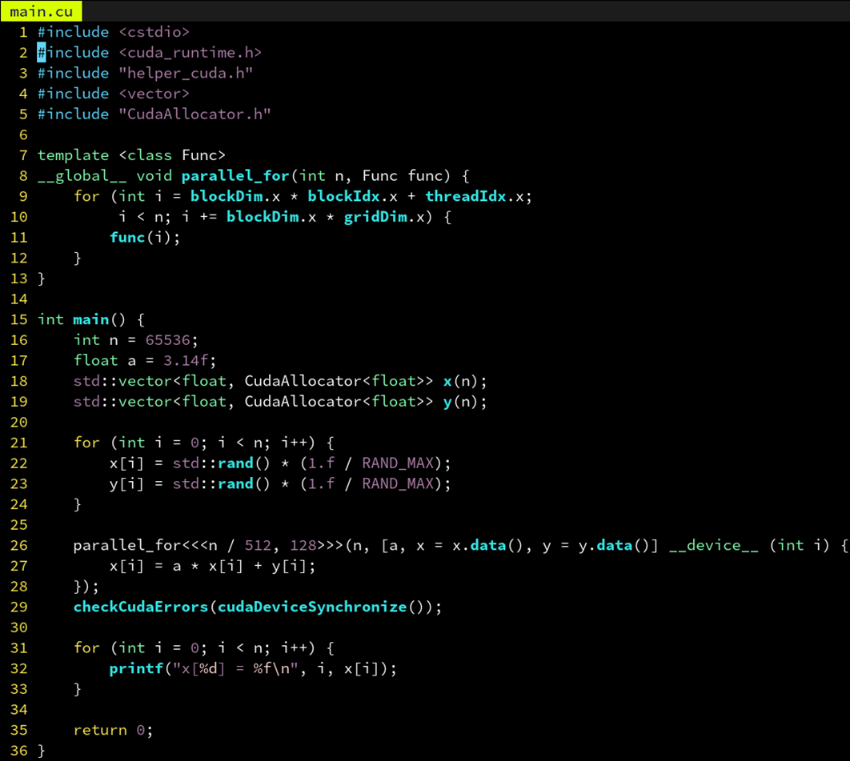 main.cu
1 #include <cstdio>
2 #include <cuda_runtime.h>
3 #include "helper_cuda.h"
4 #include <vector>
5 #include "CudaAllocator.h"
6
7 template <class Func>
8 __global__ void parallel_for(int n, Func func) {
9     for (int i = blockDim.x * blockIdx.x + threadIdx.x;
10          i < n; i += blockDim.x * gridDim.x) {
11         func(i);
12     }
13 }
14
15 int main() {
16     int n = 65536;
17     float a = 3.14f;
18     std::vector<float, CudaAllocator<float>> x(n);
19     std::vector<float, CudaAllocator<float>> y(n);
20
21     for (int i = 0; i < n; i++) {
22         x[i] = std::rand() * (1.f / RAND_MAX);
23         y[i] = std::rand() * (1.f / RAND_MAX);
24     }
25
26     parallel_for<<<n / 512, 128>>>(n, [a, x = x.data(), y = y.data()] __device__ (int i) {
27         x[i] = a * x[i] + y[i];
28     });
29     checkCudaErrors(cudaDeviceSynchronize());
30
31     for (int i = 0; i < n; i++) {
32         printf("x[%d] = %f\n", i, x[i]);
33     }
34
35     return 0;
36 }